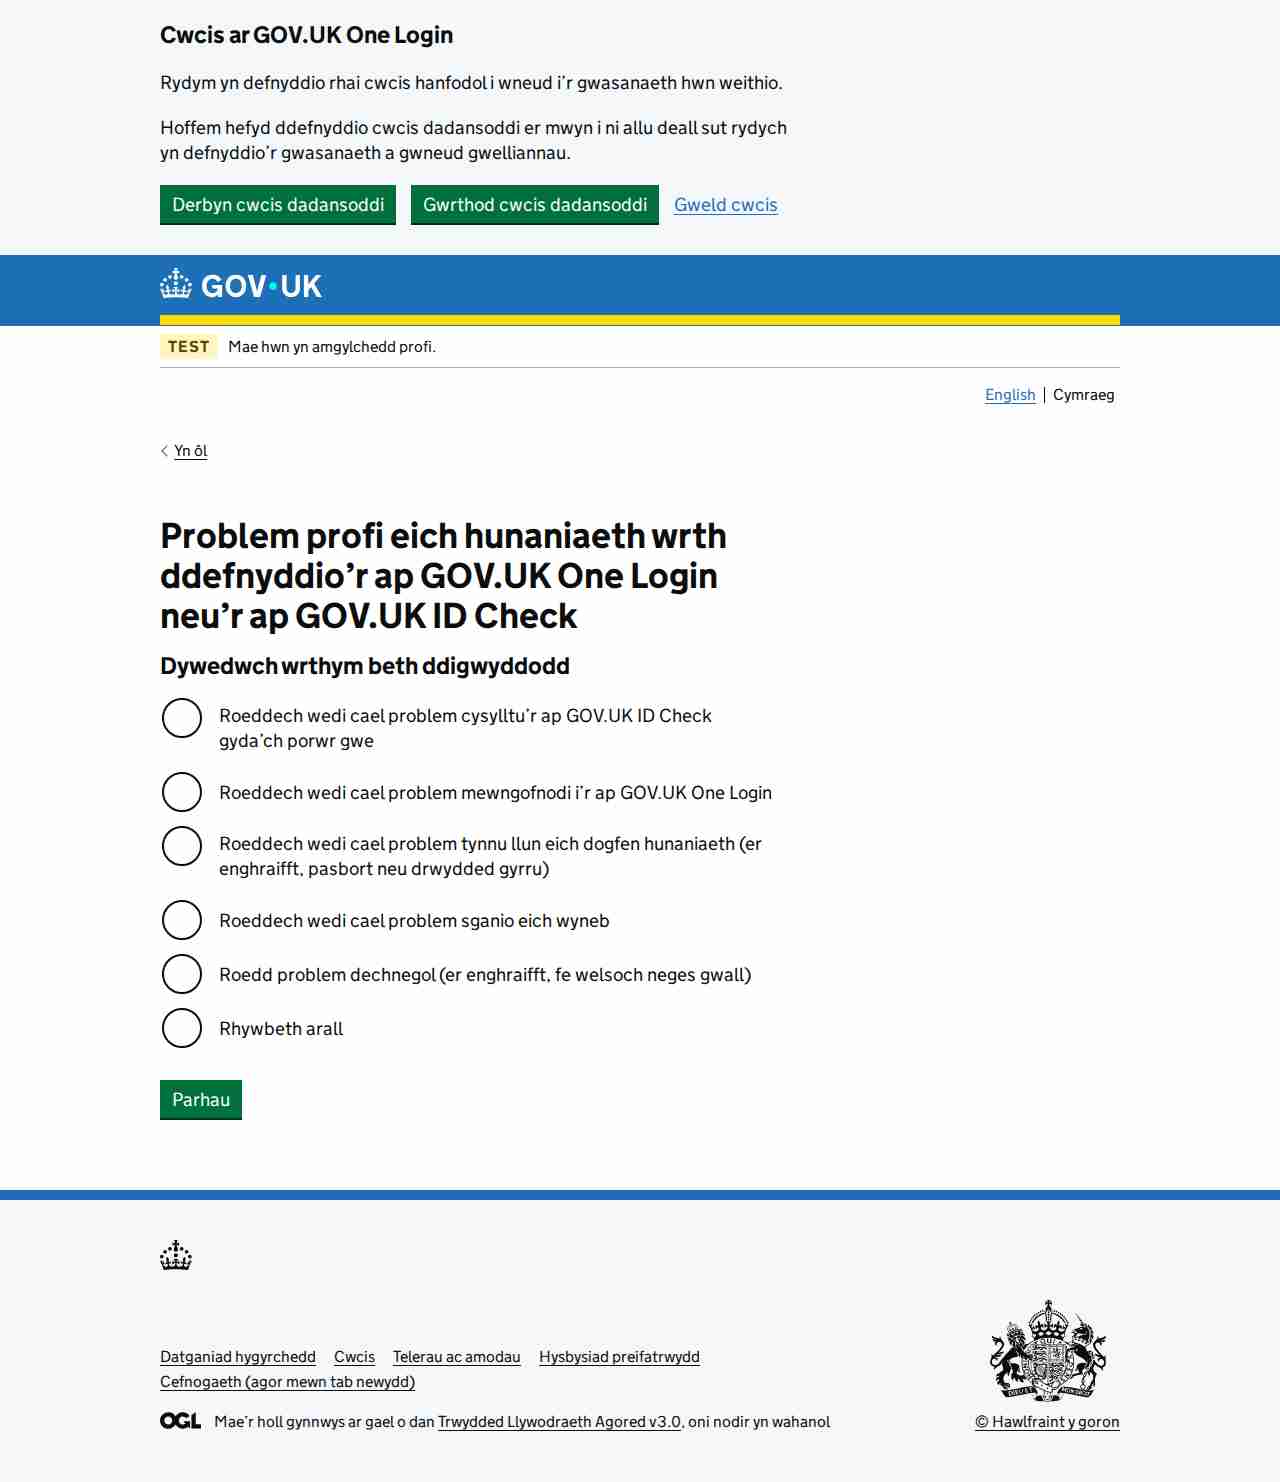 Cwcis ar GOV.UK One Login
Rydym yn defnyddio rhai cwcis hanfodol i wneud i’r gwasanaeth hwn weithio.
Hoffem hefyd ddefnyddio cwcis dadansoddi er mwyn i ni allu deall sut rydych
yn defnyddio’r gwasanaeth a gwneud gwelliannau.
Derbyn cwcis dadansoddi Gwrthod cwcis dadansoddi Gweld cwcis
GOV·UK
TEST Mae hwn yn amgylchedd profi.
English Cymraeg
Yn ôl
Problem profi eich hunaniaeth wrth
ddefnyddio’r ap GOV.UK One Login
neu’r ap GOV.UK ID Check
Dywedwch wrthym beth ddigwyddodd
Roeddech wedi cael problem cysylltu’r ap GOV.UK ID Check
gyda’ch porwr gwe
Roeddech wedi cael problem mewngofnodi i’r ap GOV.UK One Login
Roeddech wedi cael problem tynnu llun eich dogfen hunaniaeth (er
enghraifft, pasbort neu drwydded gyrru)
Roeddech wedi cael problem sganio eich wyneb
Roedd problem dechnegol (er enghraifft, fe welsoch neges gwall)
Rhywbeth arall
Parhau
Datganiad hygyrchedd Cwcis Telerau ac amodau Hysbysiad preifatrwydd
Cefnogaeth (agor mewn tab newydd)
OGL Mae’r holl gynnwys ar gael o dan Trwydded Llywodraeth Agored v3.0, oni nodir yn wahanol
© Hawlfraint y goron